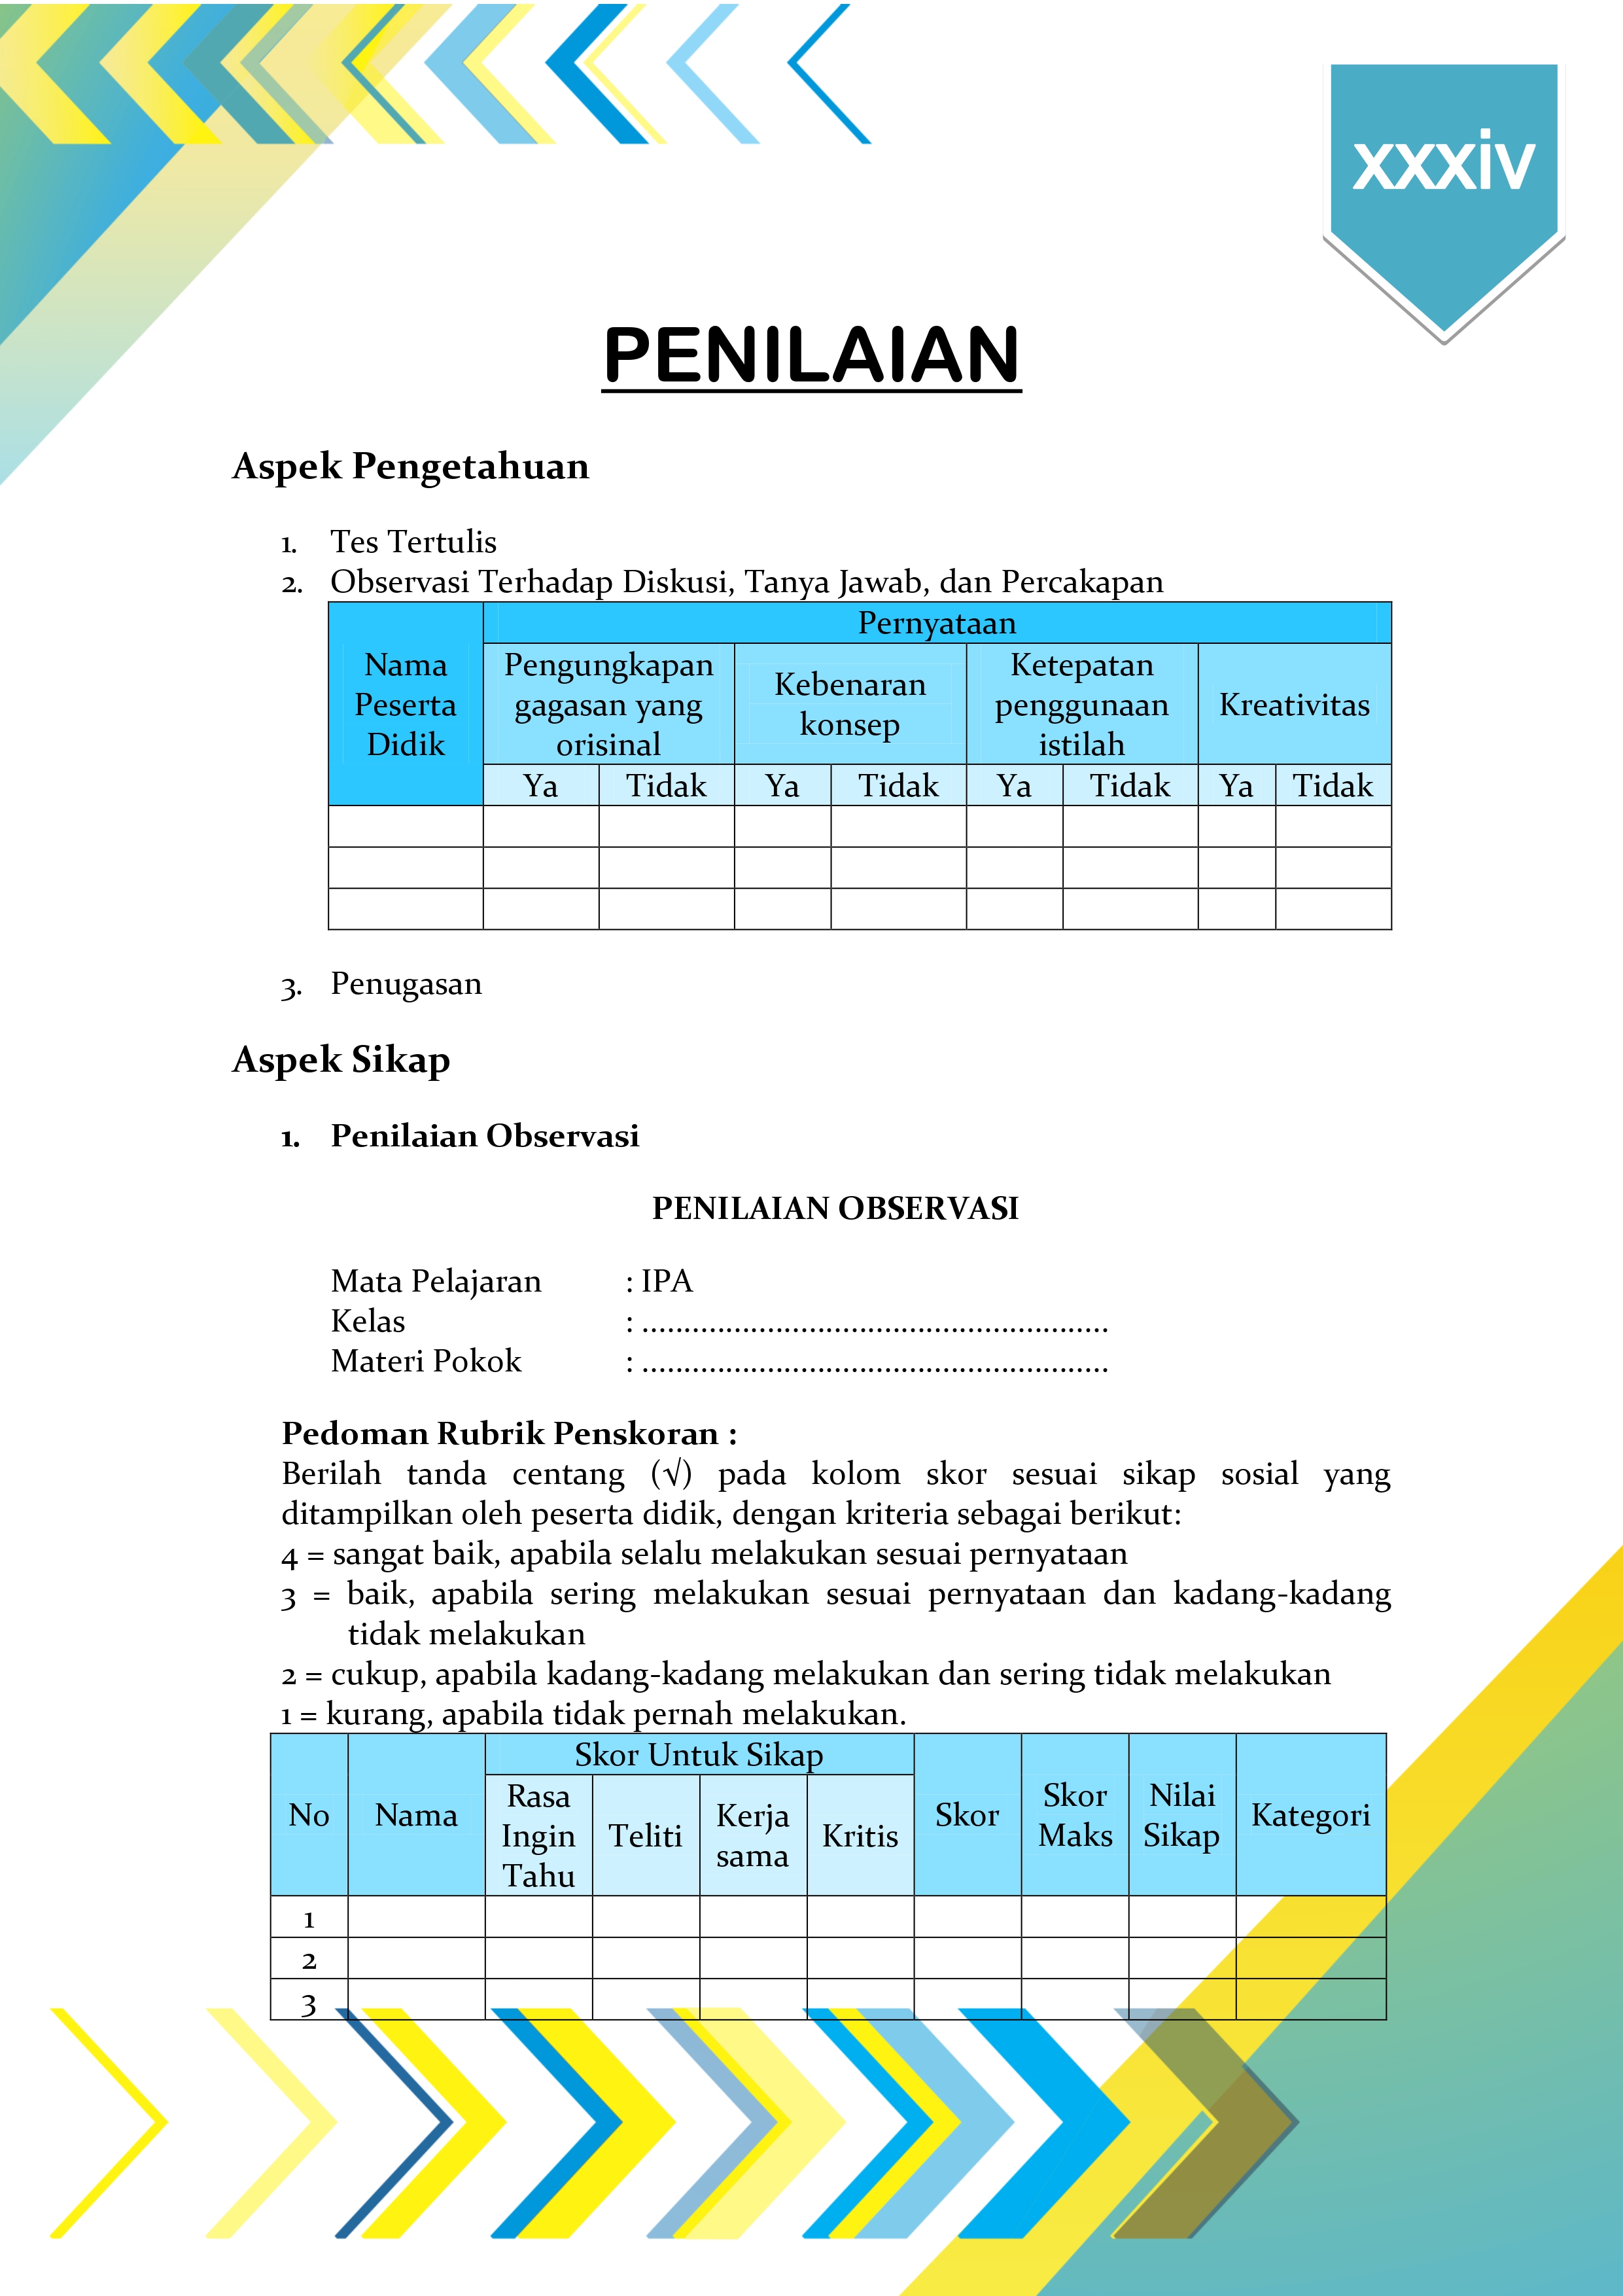 xxxiv
PENILAIAN
Aspek Pengetahuan
1. Tes Tertulis
2. Observasi Terhadap Diskusi, Tanya Jawab, dan Percakapan
Nama Peserta Didik
Pernyataan
Pengungkapan gagasan yang orisinal
Kebenaran konsep
Ketepatan penggunaan istilah
Kreativitas
Ya Tidak Ya Tidak Ya Tidak Ya Tidak
3. Penugasan
Aspek Sikap
1. Penilaian Observasi
PENILAIAN OBSERVASI
Mata Pelajaran : IPA
Kelas : ........................................................
Materi Pokok : ........................................................
Pedoman Rubrik Penskoran :
Berilah tanda centang (√) pada kolom skor sesuai sikap sosial yang
ditampilkan oleh peserta didik, dengan kriteria sebagai berikut:
4 = sangat baik, apabila selalu melakukan sesuai pernyataan
3 = baik, apabila sering melakukan sesuai pernyataan dan kadang-kadang
tidak melakukan
2 = cukup, apabila kadang-kadang melakukan dan sering tidak melakukan
1 = kurang, apabila tidak pernah melakukan.
No
Nama
Skor Untuk Sikap
Rasa Ingin Tahu
Teliti
Kerja sama
Kritis
Skor
Skor Maks
Nilai Sikap
Kategori
1
2
3